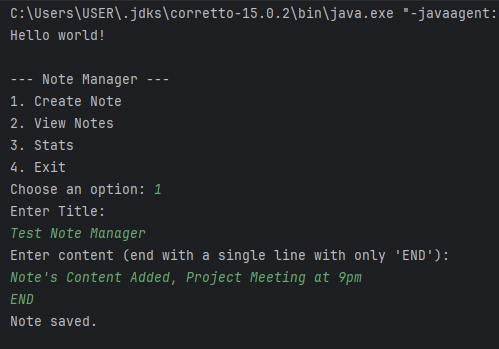 C:\Users\USER\.jdks\corretto-15.0.2\bin\java.exe "-javaagent:
Hello world!
--- Note Manager ---
1. Create Note
2. View Notes
3. Stats
4. Exit
Choose an option: 1
Enter Title:
Test Note Manager
Enter content (end with a single line with only 'END'):
Note's Content Added, Project Meeting at 9pm
END
Note saved.